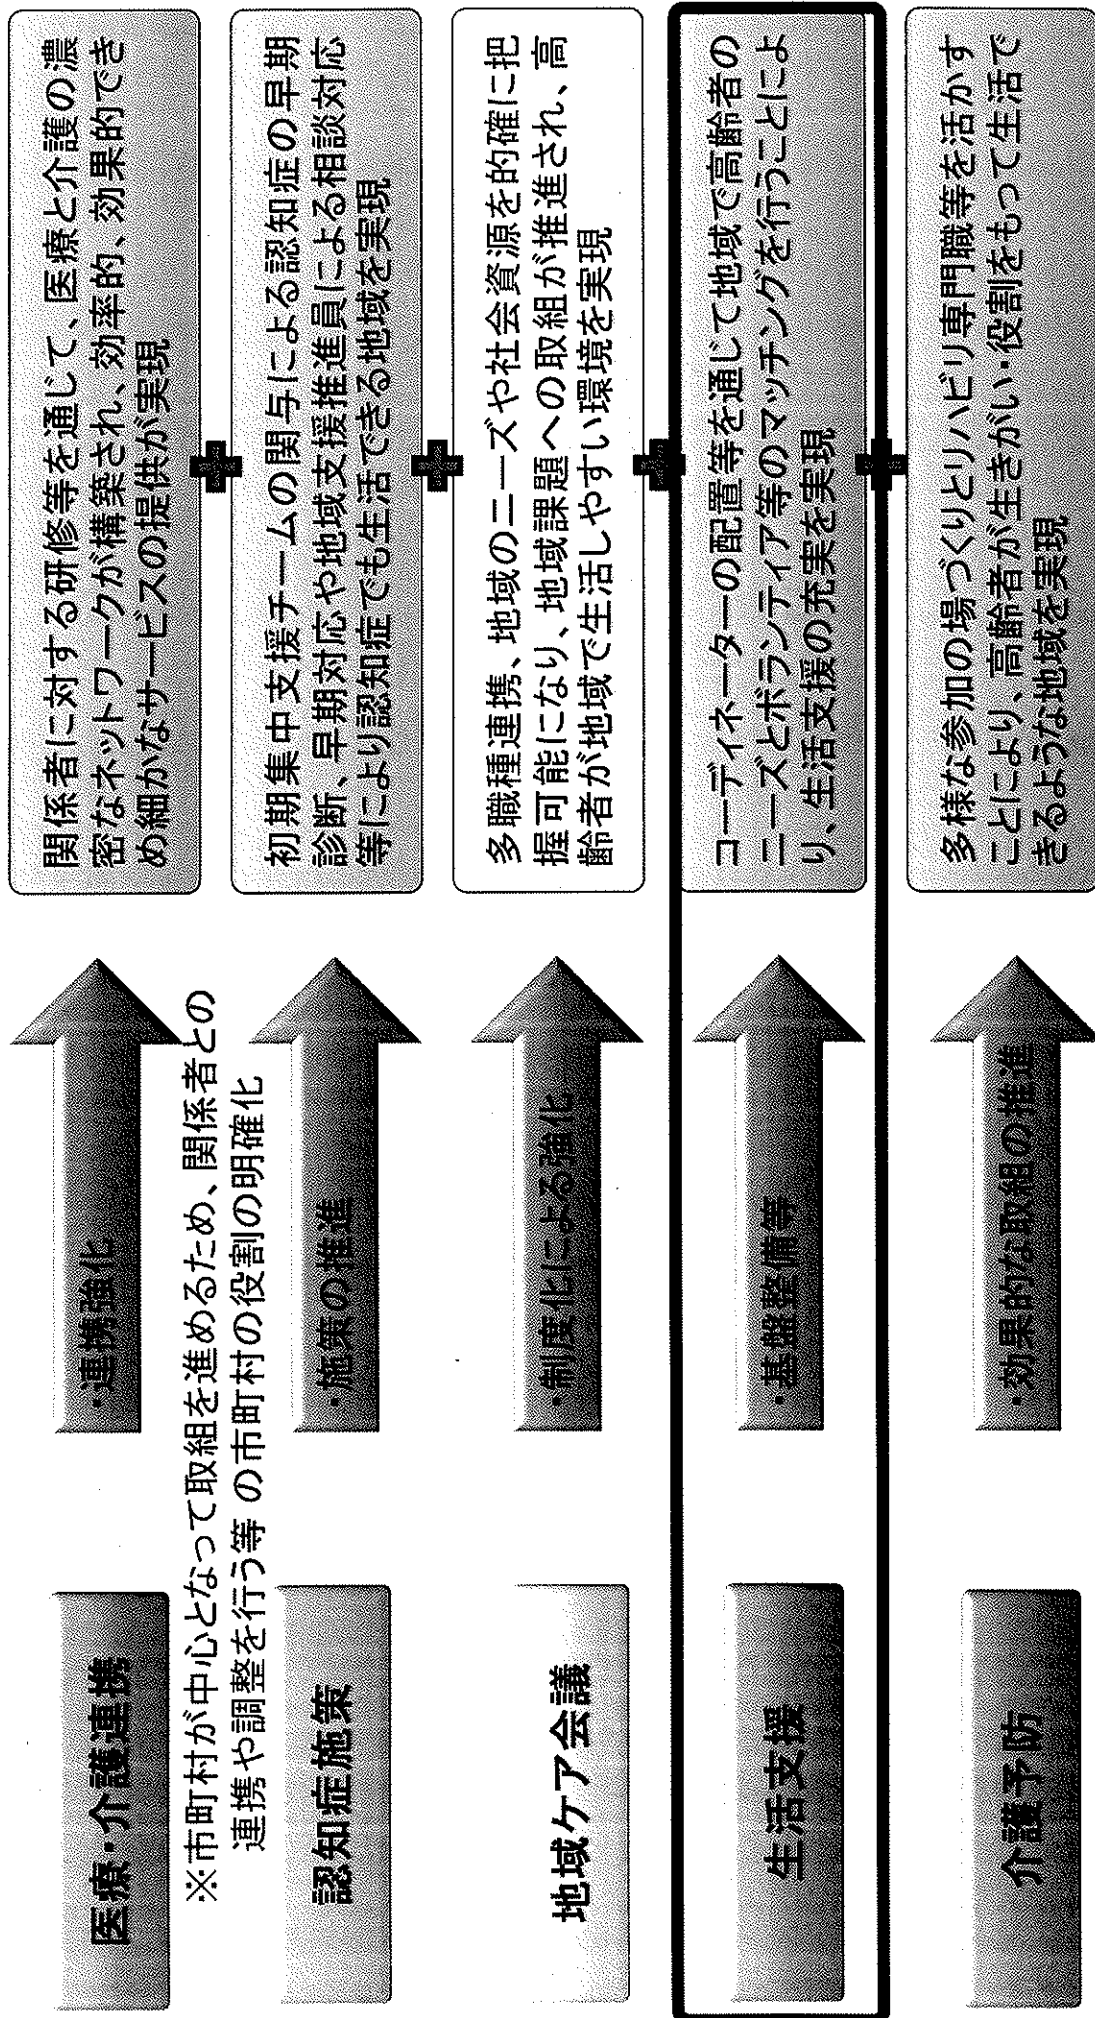 医療・介護連携
・連携強化
関係者に対する研修等を通じて、医療と介護の濃
密なネットワークが構築され、効率的、効果的でき
め細かなサービスの提供が実現
※市町村が中心となって取組を進めるため、関係者との
連携や調整を行う等 の市町村の役割の明確化
認知症施策
・施策の推進
初期集中支援チームの関与による認知症の早期
診断、早期対応や地域支援推進員による相談対応
等により認知症でも生活できる地域を実現
地域ケア会議
・制度化による強化
多職種連携、地域のニーズや社会資源を的確に把
握可能になり、地域課題への取組が推進され、高
齢者が地域で生活しやすい環境を実現
生活支援
・基盤整備等
コーディネーターの配置等を通じて地域で高齢者の
ニーズとボランティア等のマッチングを行うことによ
り、生活支援の充実を実現
介護予防
・効果的な取組の推進
多様な参加の場づくりとリハビリ専門職等を活かす
ことにより、高齢者が生きがい・役割をもって生活で
きるような地域を実現